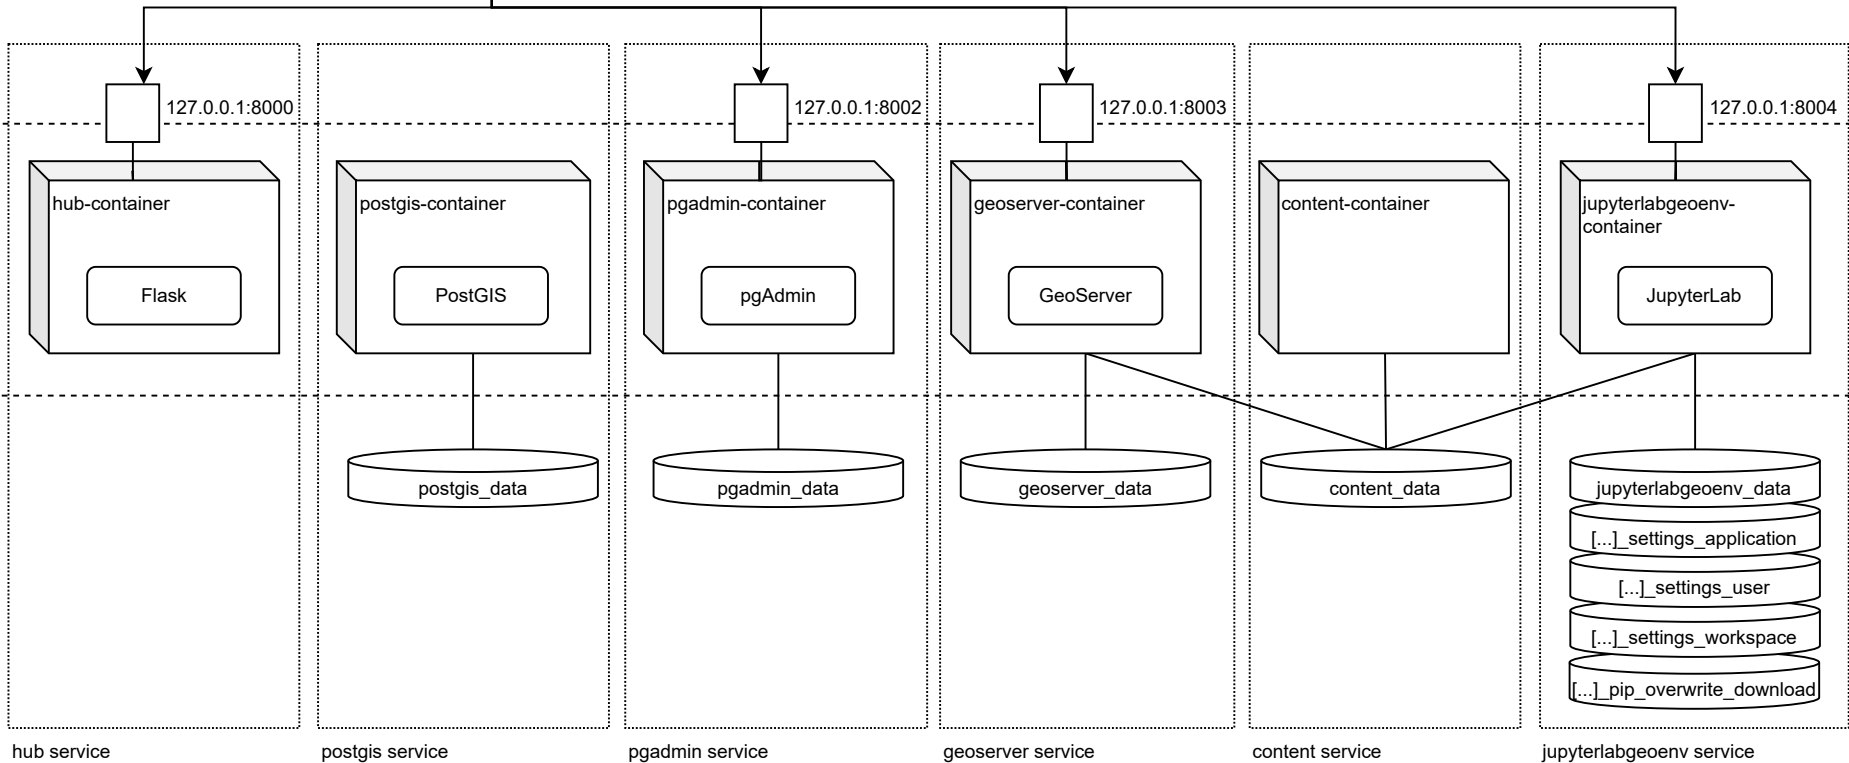 127.0.0.1:8000
127.0.0.1:8002
127.0.0.1:8003
127.0.0.1:8004
hub-container
postgis-container
pgadmin-container
geoserver-container
content-container
jupyterlabgeoenv-
container
Flask
PostGIS
pgAdmin
GeoServer
JupyterLab
postgis_data
pgadmin_data
geoserver_data
content_data
jupyterlabgeoenv_data
[...]_settings_application
[...]_settings_user
[...]_settings_workspace
[...]_pip_overwrite_download
hub service
postgis service
pgadmin service
geoserver service
content service
jupyterlabgeoenv service